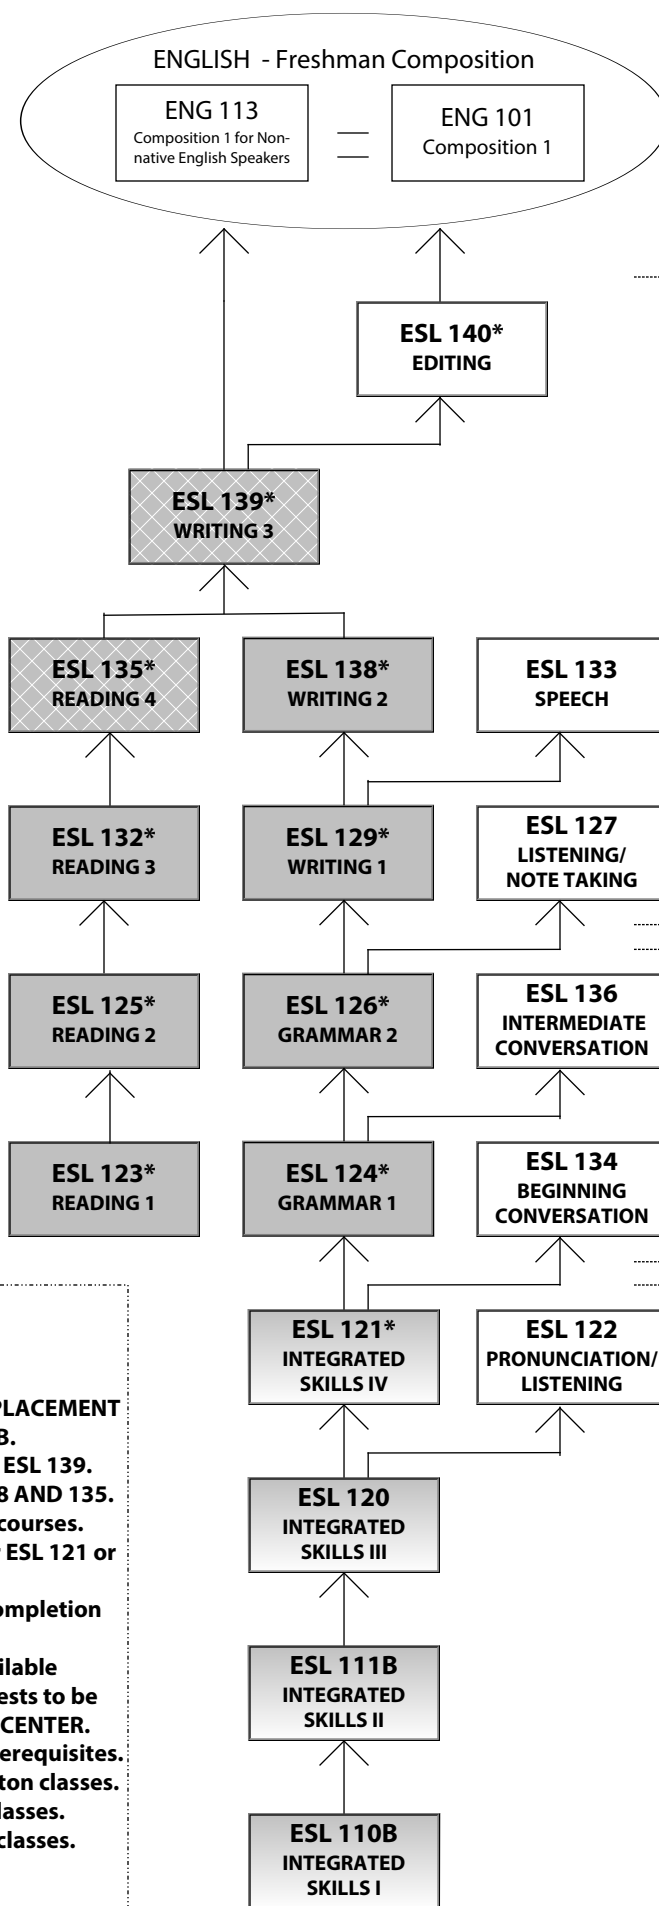 ENGLISH - Freshman Composition
ENG 113
Composition 1 for Non-
native English Speakers
ENG 101
Composition 1
ESL 140*
EDITING
ESL 139*
WRITING 3
ESL 135*
READING 4
ESL 138*
WRITING 2
ESL 133
SPEECH
ESL 132*
READING 3
ESL 129*
WRITING 1
ESL 127
LISTENING/
NOTE TAKING
ESL 125*
READING 2
ESL 126*
GRAMMAR 2
ESL 136
INTERMEDIATE
CONVERSATION
ESL 123*
READING 1
ESL 124*
GRAMMAR 1
ESL 134
BEGINNING
CONVERSATION
ESL 121*
INTEGRATED
SKILLS IV
ESL 122
PRONUNCIATION/
LISTENING
ESL 120
INTEGRATED
SKILLS III
ESL 111B
INTEGRATED
SKILLS II
ESL 110B
INTEGRATED
SKILLS I
PLACEMENT
B.
ESL 139.
8 AND 135.
courses.
ESL 121 or
ompletion
ilable
ests to be
CENTER.
erequisites.
ton classes.
lasses.
classes.